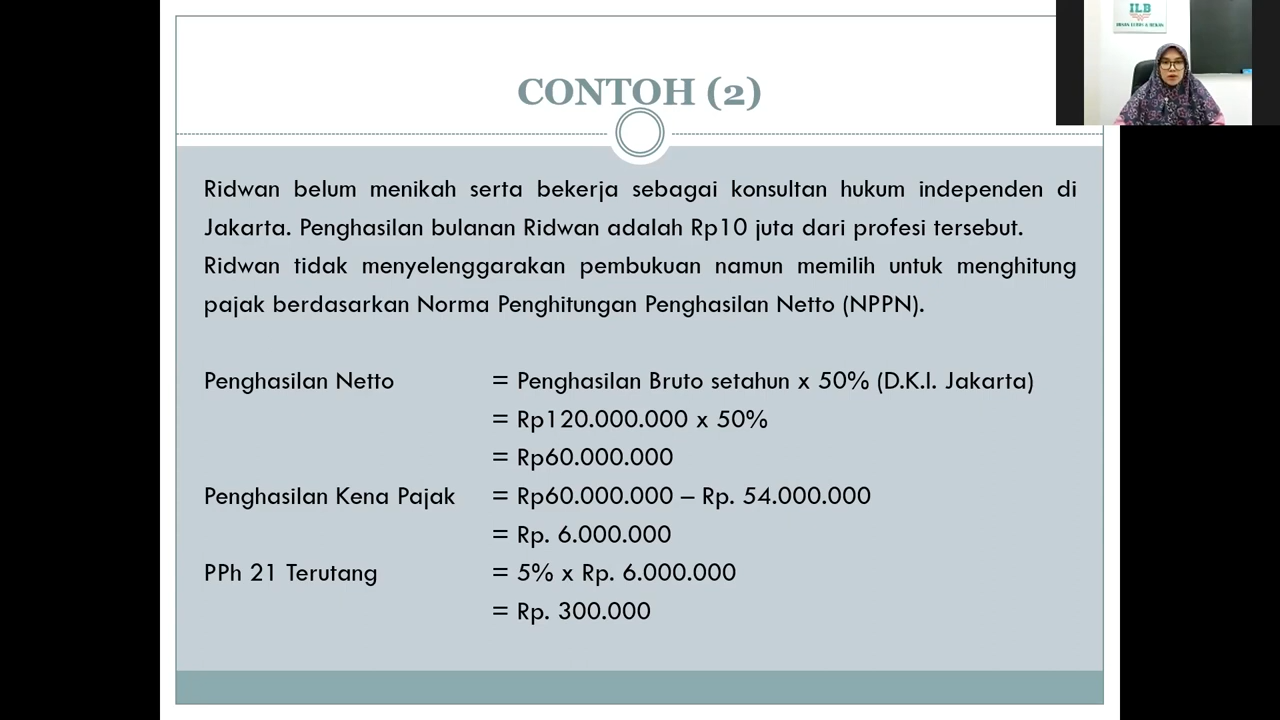 CONTOH (2)
ILB
Ridwan belum menikah serta bekerja sebagai konsultan hukum independen di
Jakarta. Penghasilan bulanan Ridwan adalah Rp10 juta dari profesi tersebut.
Ridwan tidak menyelenggarakan pembukuan namun memilih untuk menghitung
pajak berdasarkan Norma Penghitungan Penghasilan Netto (NPPN).
Penghasilan Netto = Penghasilan Bruto setahun x 50% (D.K.I. Jakarta)
= Rp120.000.000 x 50%
= Rp60.000.000
Penghasilan Kena Pajak = Rp60.000.000 – Rp. 54.000.000
= Rp. 6.000.000
PPh 21 Terutang = 5% x Rp. 6.000.000
= Rp. 300.000